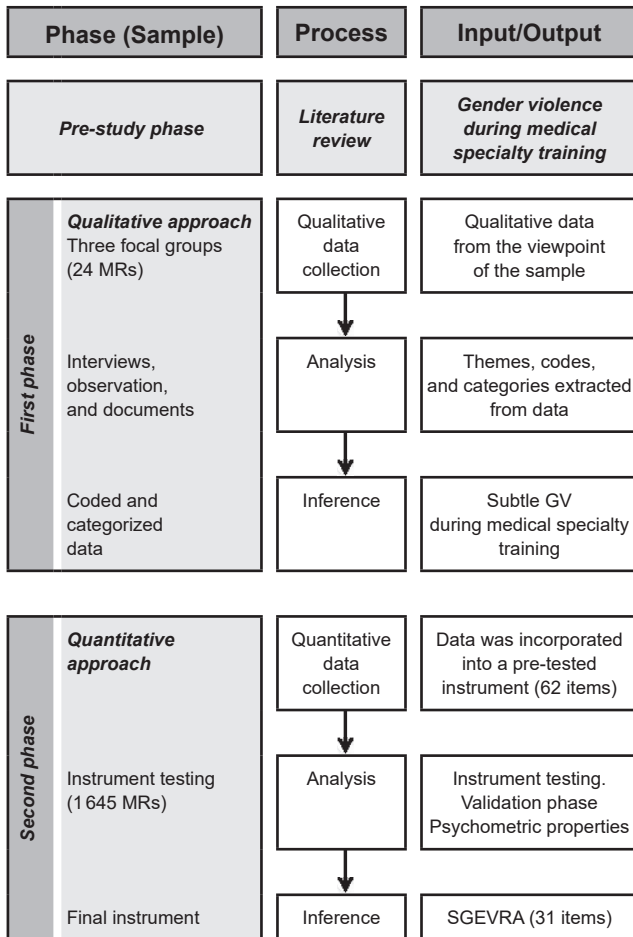 Phase (Sample)
Process
Input/Output
Pre-study phase
Literature
review
Gender violence
during medical
specialty training
First phase
Qualitative approach
Three focal groups
(24 MRs)
Qualitative
data
collection
Qualitative data
from the viewpoint
of the sample
Interviews,
observation,
and documents
Analysis
Themes, codes,
and categories extracted
from data
Coded and
categorized
data
Inference
Subtle GV
during medical specialty
training
Second phase
Quantitative
approach
Quantitative
data
collection
Data was incorporated
into a pre-tested
instrument (62 items)
Instrument testing
(1 645 MRs)
Analysis
Instrument testing.
Validation phase
Psychometric properties
Final instrument
Inference
SGEVRA (31 items)